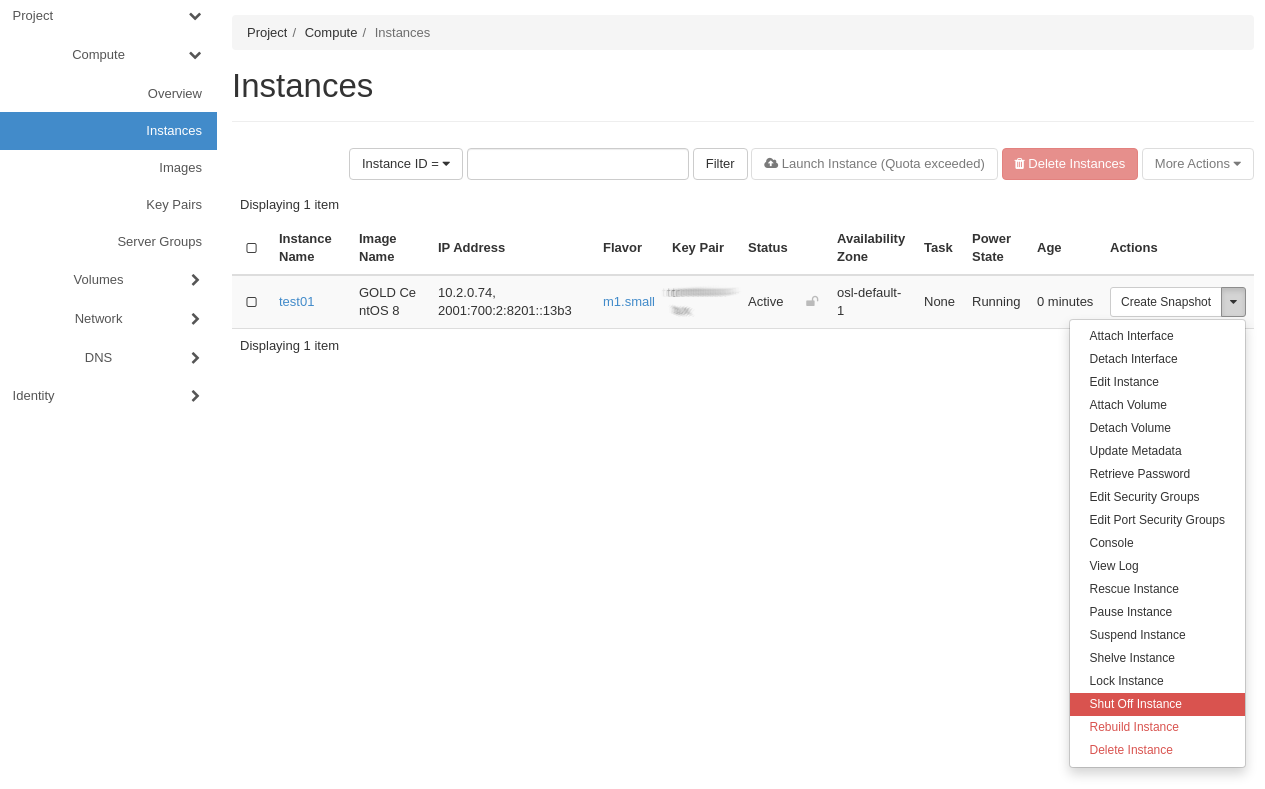 Project
Compute
Overview
Instances
Images
Key Pairs
Server Groups
Volumes
Network
DNS
Identity
Project / Compute / Instances
Instances
Instance ID = Filter Launch Instance (Quota exceeded) Delete Instances More Actions
Displaying 1 item
Instance Name Image Name IP Address Flavor Key Pair Status Availability Zone Task Power State Age Actions
test01 GOLD Ce m1.small Active osl-default- None Running 0 minutes Create Snapshot
ntOS 8 10.2.0.74, 1
2001:700:2:8201::13b3
Displaying 1 item
Attach Interface
Detach Interface
Edit Instance
Attach Volume
Detach Volume
Update Metadata
Retrieve Password
Edit Security Groups
Edit Port Security Groups
Console
View Log
Rescue Instance
Pause Instance
Suspend Instance
Shelve Instance
Lock Instance
Shut Off Instance
Rebuild Instance
Delete Instance